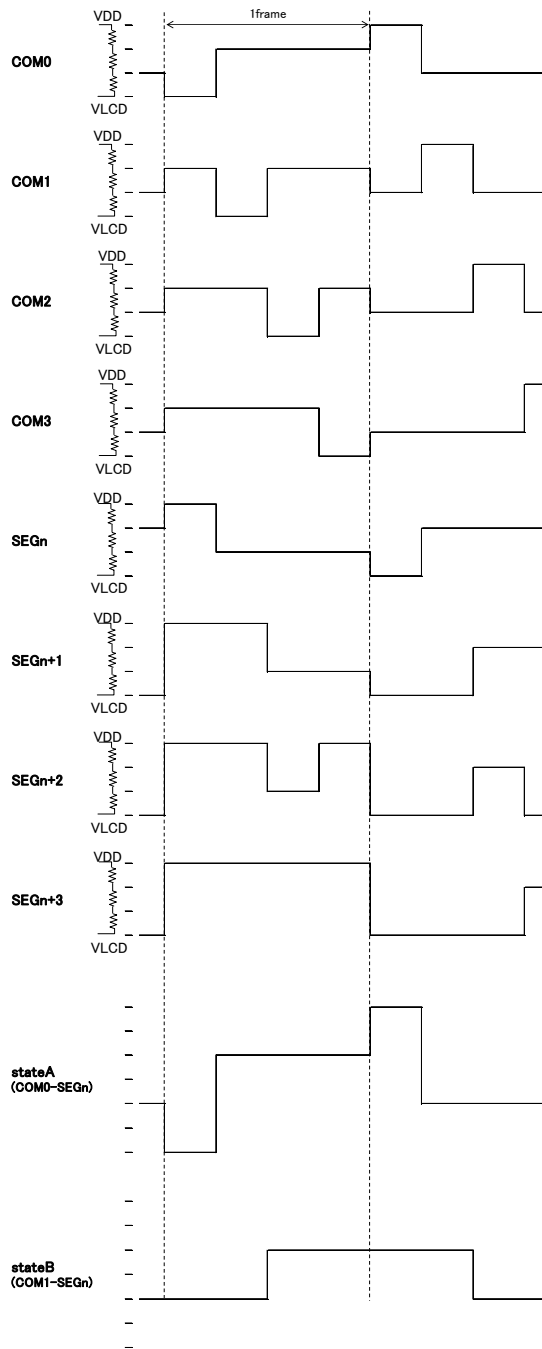 1frame
VDD
COM0
VLCD
VDD
COM1
VLCD
VDD
COM2
VLCD
VDD
COM3
VLCD
VDD
SEGn
VLCD
VDD
SEGn+1
VLCD
VDD
SEGn+2
VLCD
VDD
SEGn+3
VLCD
stateA
(COM0-SEGn)
stateB
(COM1-SEGn)